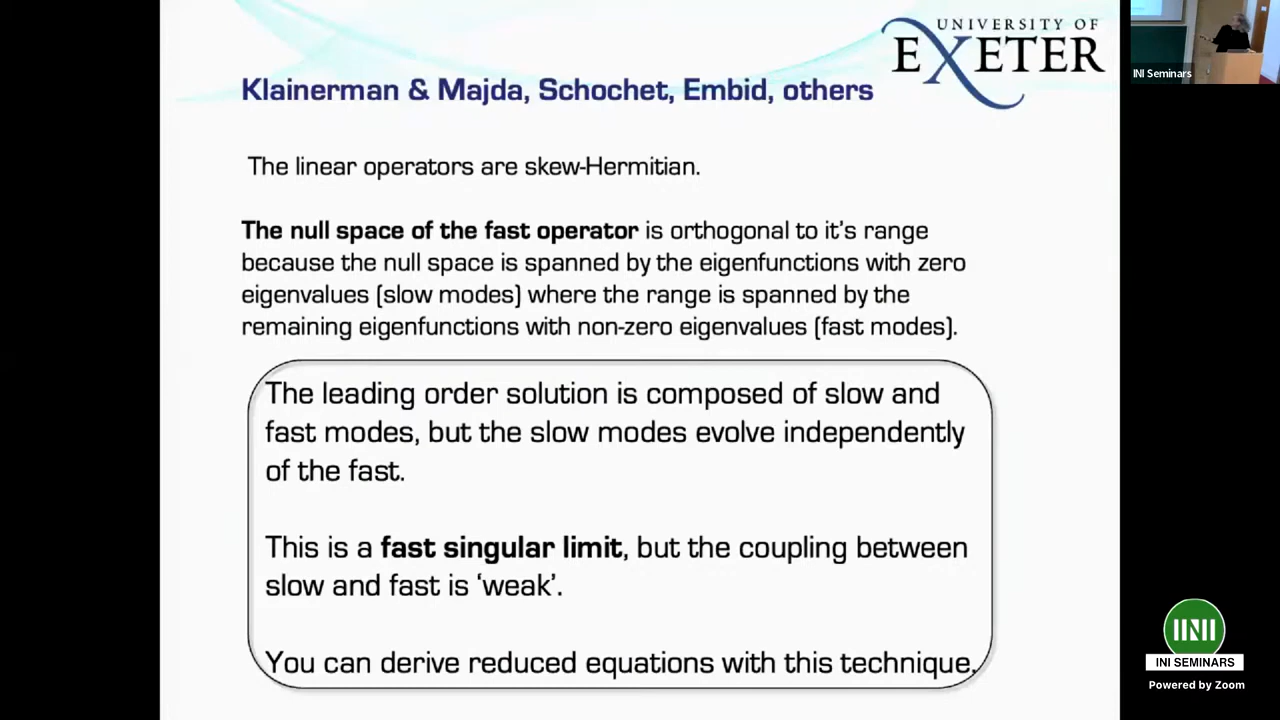 UNIVERSITY OF
EXETER
Klainerman & Majda, Schochet, Embid, others
The linear operators are skew-Hermitian.
The null space of the fast operator is orthogonal to it's range
because the null space is spanned by the eigenfunctions with zero
eigenvalues (slow modes) where the range is spanned by the
remaining eigenfunctions with non-zero eigenvalues (fast modes).
The leading order solution is composed of slow and
fast modes, but the slow modes evolve independently
of the fast.
This is a fast singular limit, but the coupling between
slow and fast is ‘weak’.
You can derive reduced equations with this technique.
INI Seminars
INI
INI SEMINARS
Powered by Zoom